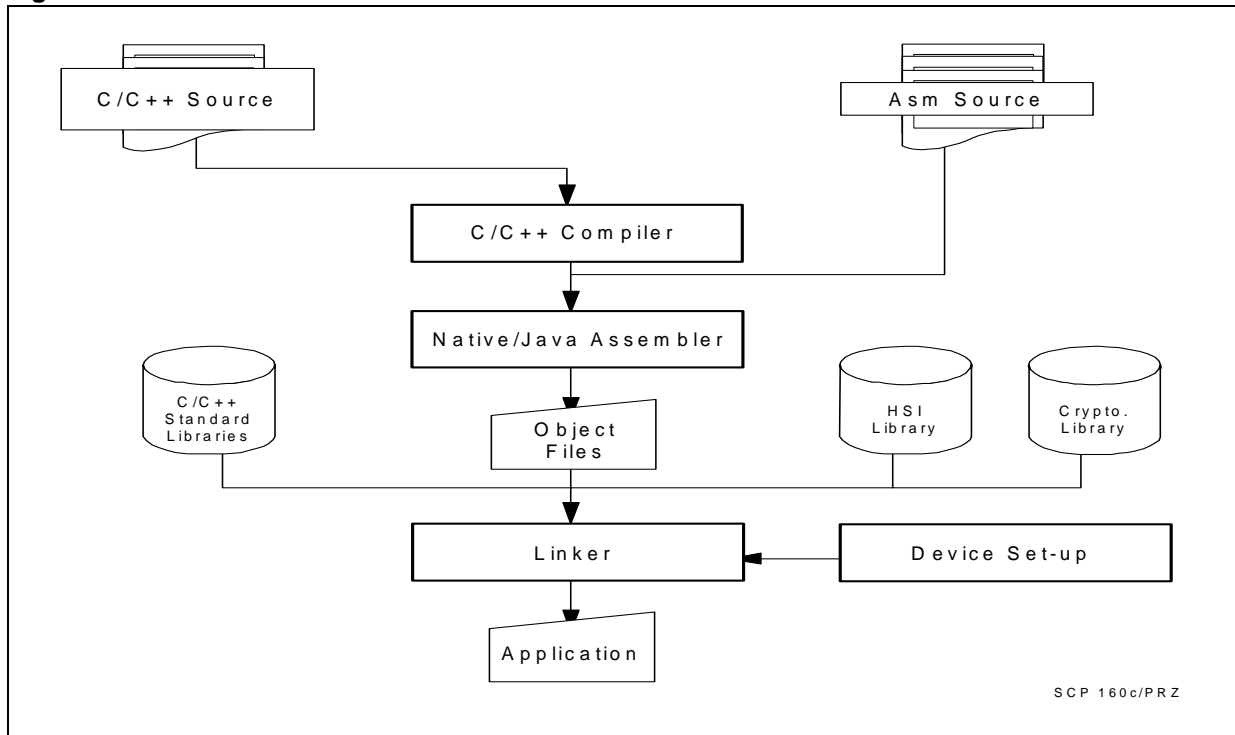 C/C++ Source
Asm Source
C/C++ Compiler
Native/Java Assembler
C/C++
Standard
Libraries
Object
Files
HSI
Library
Crypto.
Library
Linker
Device Set-up
Application
SCP 160c/PRZ